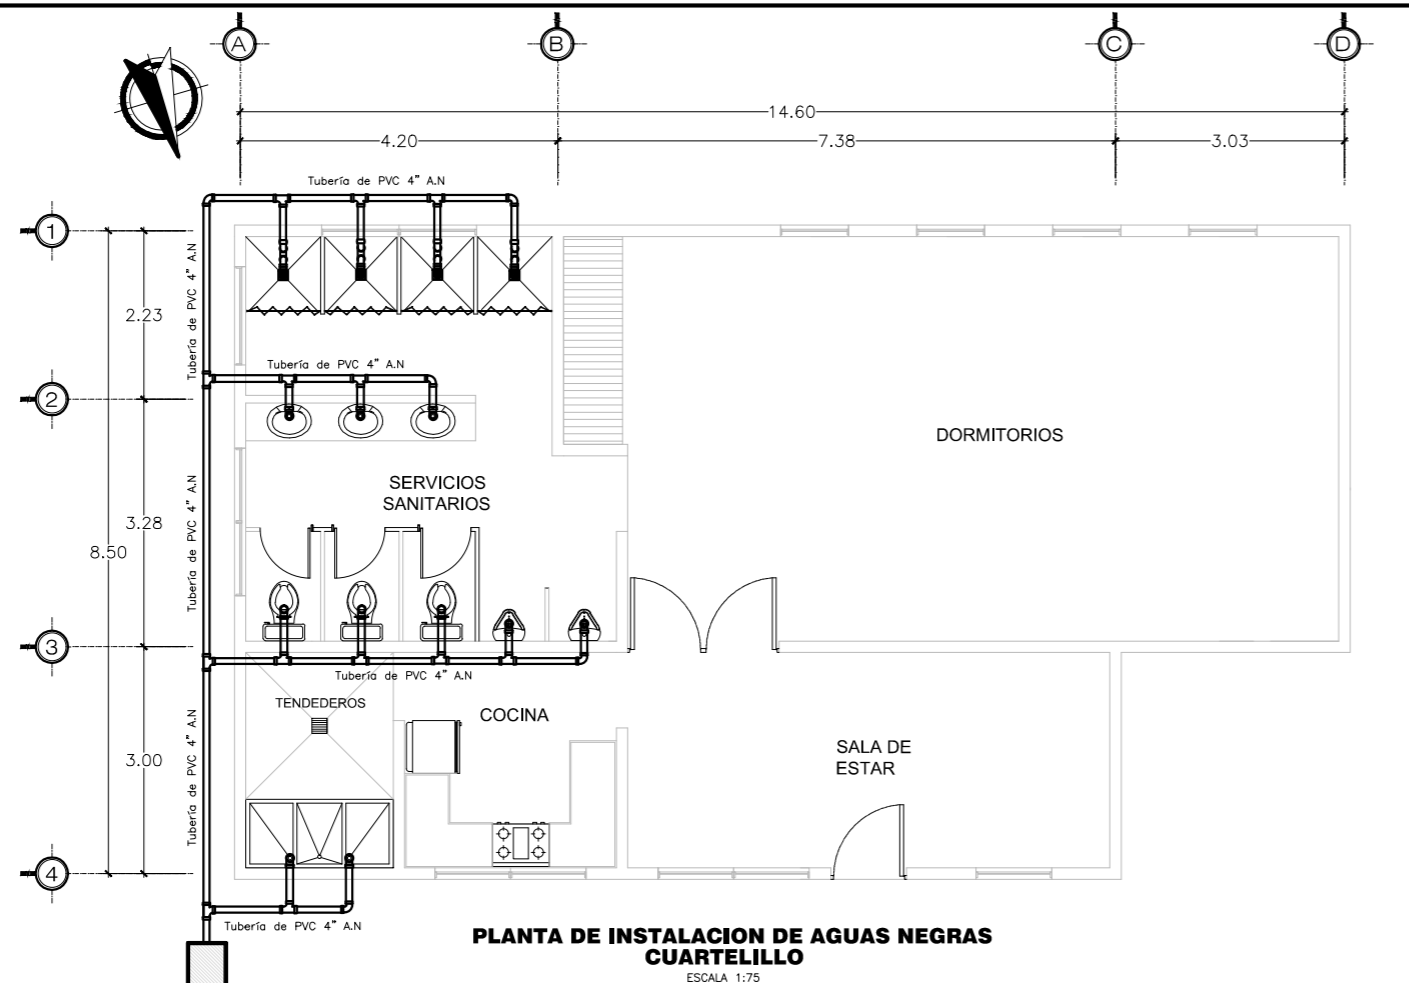 A
B
C
D
14.60
4.20
7.38
3.03
Tubería de PVC 4" A.N
1
Tubería de PVC 4" A.N
2.23
Tubería de PVC 4" A.N
2
DORMITORIOS
SERVICIOS
SANITARIOS
Tubería de PVC 4" A.N
3.28
8.50
3
Tubería de PVC 4" A.N
TENDEDEROS
COCINA
Tubería de PVC 4" A.N
3.00
SALA DE
ESTAR
4
Tubería de PVC 4" A.N
PLANTA DE INSTALACION DE AGUAS NEGRAS
CUARTELILLO
ESCALA 1:75